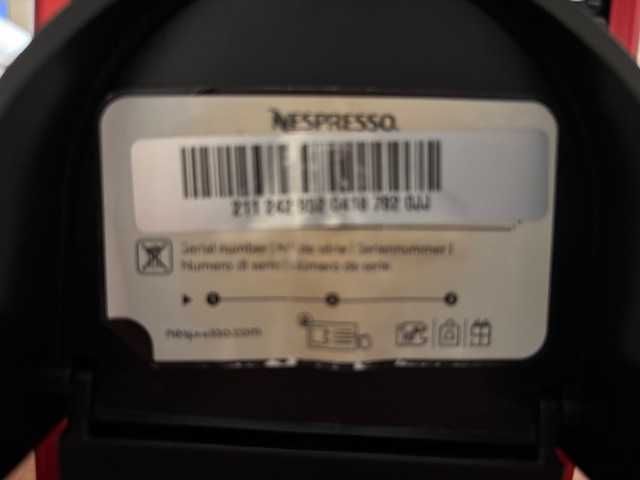 NESPRESSO
Serial number | N° de série | Seriennummer |
Numero di serie | Número de serie
nespresso.com